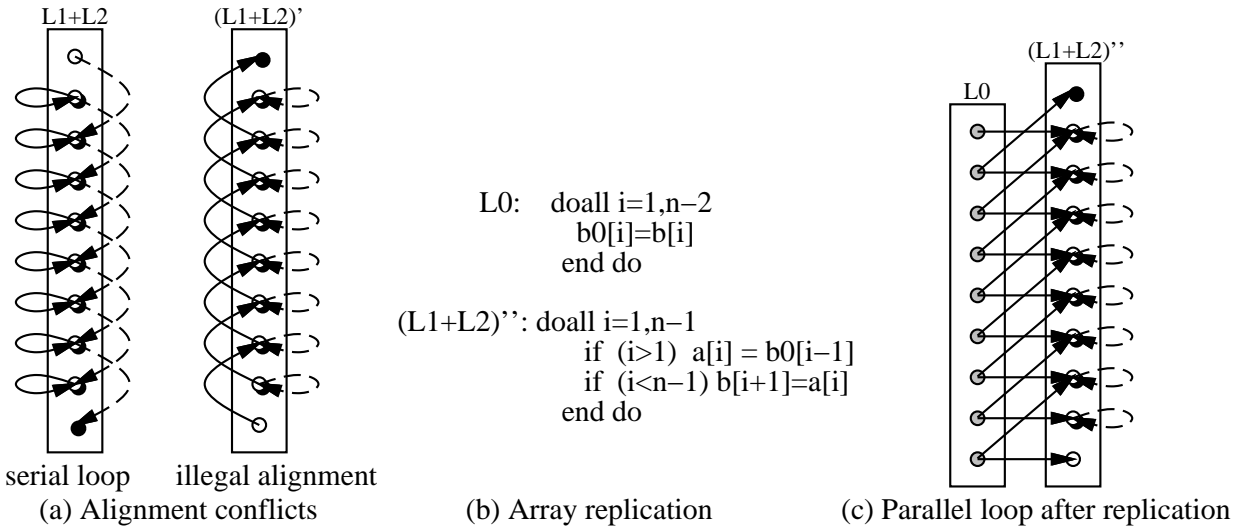 L1+L2
(L1+L2)'
serial loop
illegal alignment
(a) Alignment conflicts
L0: doall i=1,n−2
b0[i]=b[i]
end do
(L1+L2)'': doall i=1,n−1
if (i>1) a[i] = b0[i−1]
if (i<n−1) b[i+1]=a[i]
end do
(b) Array replication
L0
(L1+L2)''
(c) Parallel loop after replication